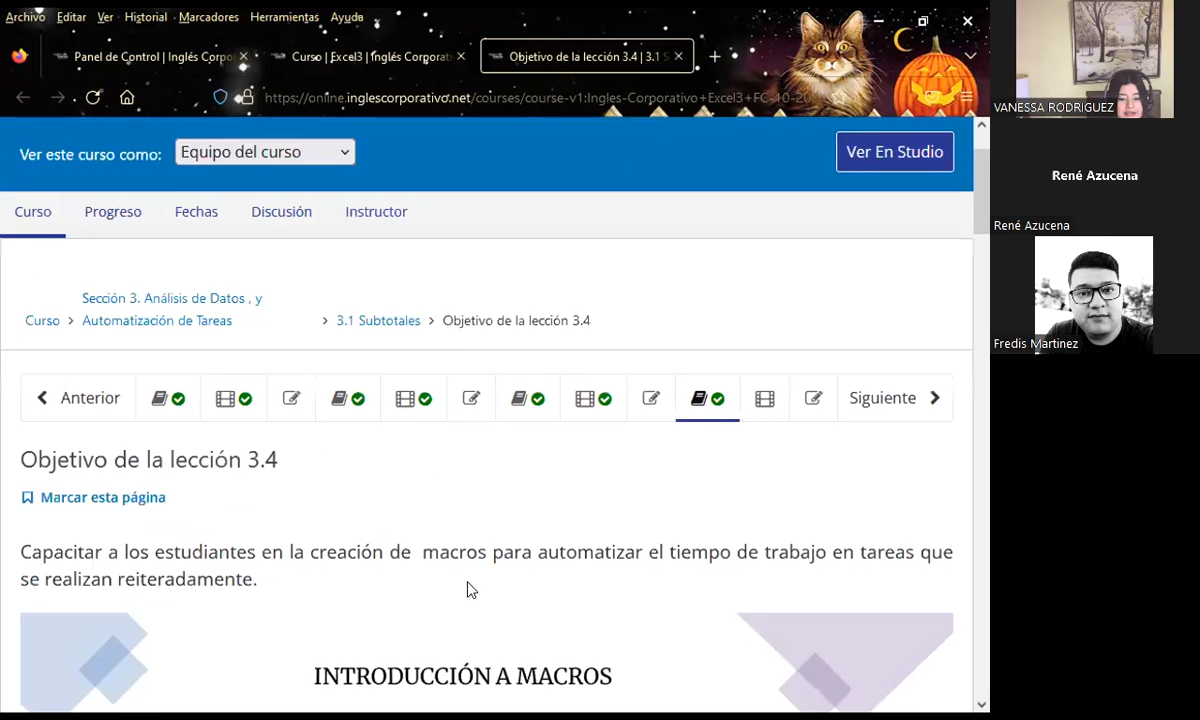 Archivo Editar Ver Historial Marcadores Herramientas Ayuda
Panel de Control | Inglés Corpo
Curso | Excel3 | Inglés Corporat
Objetivo de la lección 3.4 | 3.1 S
https://online.inglescorporativo.net/courses/course-v1:Ingles-Corporativo+Excel3+FC-10-20
Ver este curso como:
Equipo del curso
Ver En Studio
Curso
Progreso
Fechas
Discusión
Instructor
Sección 3. Análisis de Datos , y
Curso > Automatización de Tareas > 3.1 Subtotales > Objetivo de la lección 3.4
Anterior
Siguiente
Objetivo de la lección 3.4
Marcar esta página
Capacitar a los estudiantes en la creación de macros para automatizar el tiempo de trabajo en tareas que
se realizan reiteradamente.
INTRODUCCIÓN A MACROS
VANESSA RODRIGUEZ
René Azucena
René Azucena
Fredis Martinez